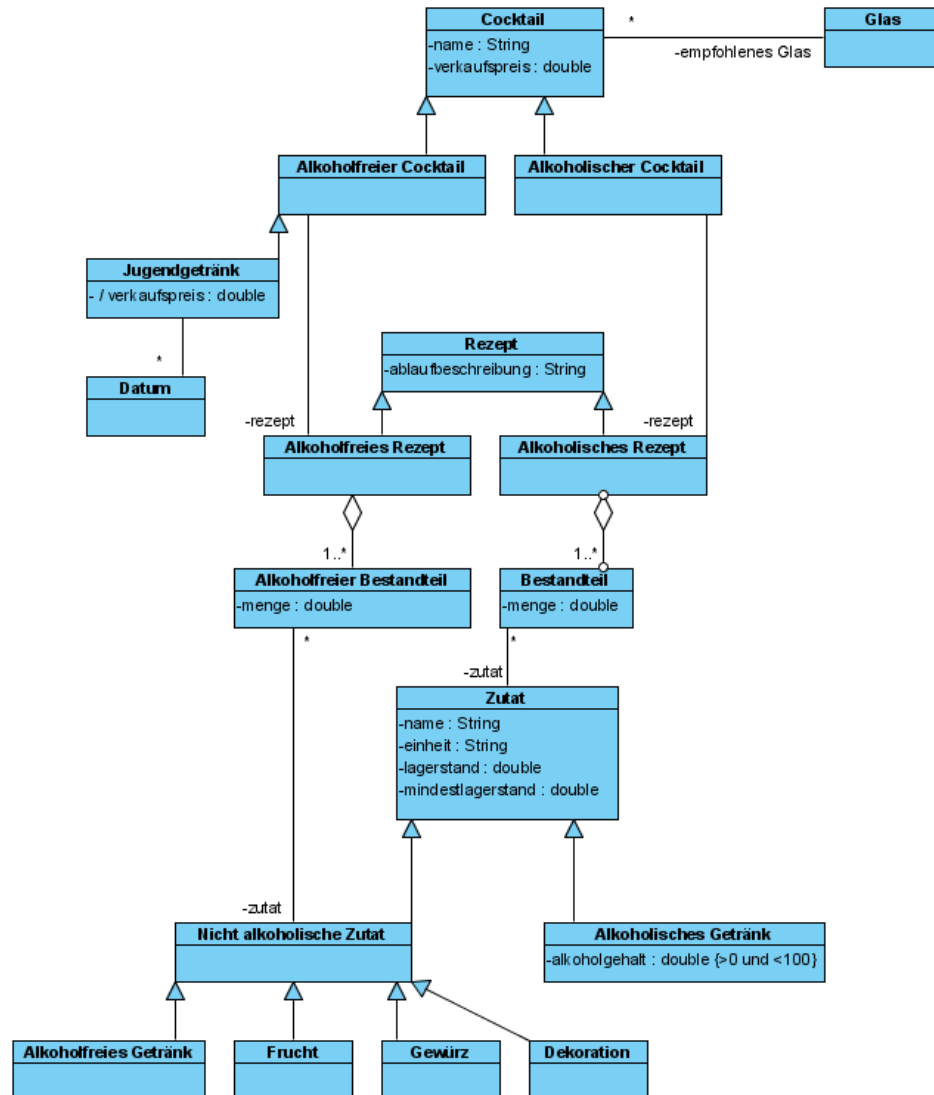 Cocktail
-name : String
-verkaufspreis : double
*
-empfohlenes Glas
Glas
Alkoholfreier Cocktail
Alkoholischer Cocktail
Jugendgetränk
- / verkaufspreis : double
*
Datum
Rezept
-ablaufbeschreibung : String
-rezept
-rezept
Alkoholfreies Rezept
Alkoholisches Rezept
1..*
1..*
Alkoholfreier Bestandteil
-menge : double
*
Bestandteil
-menge : double
*
-zutat
Zutat
-name : String
-einheit : String
-lagerstand : double
-mindestlagerstand : double
-zutat
Nicht alkoholische Zutat
Alkoholisches Getränk
-alkoholgehalt : double {>0 und <100}
Alkoholfreies Getränk
Frucht
Gewürz
Dekoration